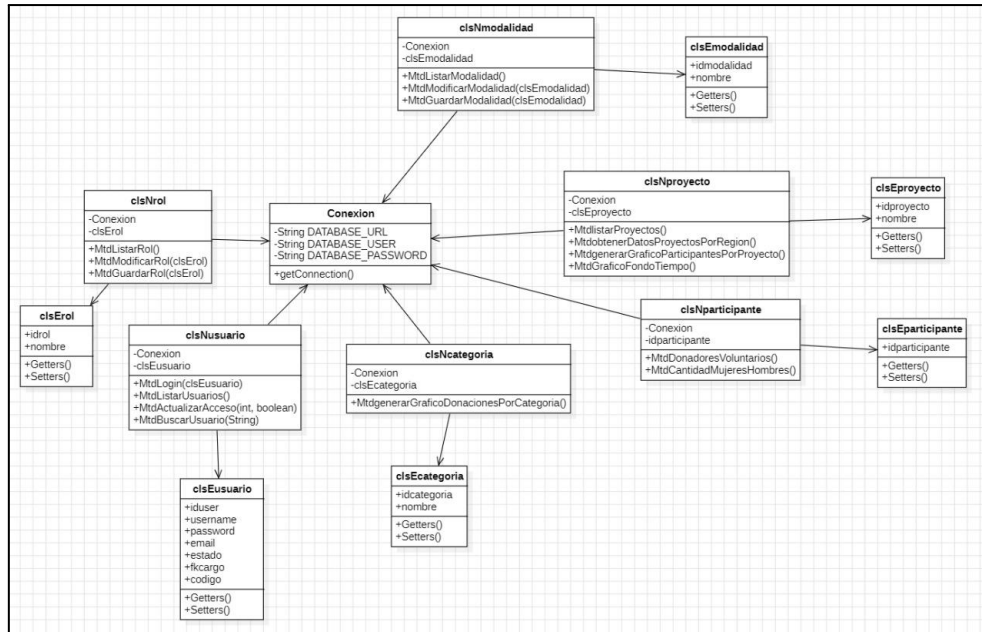 clsNmodalidad
-Conexion
-clsEmodalidad
+MtdListarModalidad()
+MtdModificarModalidad(clsEmodalidad)
+MtdGuardarModalidad(clsEmodalidad)
clsEmodalidad
+idmodalidad
+nombre
+Getters()
+Setters()
clsNrol
-Conexion
-clsErol
+MtdListarRol()
+MtdModificarRol(clsErol)
+MtdGuardarRol(clsErol)
Conexion
-String DATABASE_URL
-String DATABASE_USER
-String DATABASE_PASSWORD
+getConnection()
clsNproyecto
-Conexion
-clsEproyecto
+MtdlistarProyectos()
+MtdobtenerDatosProyectosPorRegion()
+MtdgenerarGraficoParticipantesPorProyecto()
+MtdGraficoFondoTiempo()
clsEproyecto
+idproyecto
+nombre
+Getters()
+Setters()
clsErol
+idrol
+nombre
+Getters()
+Setters()
clsNusuario
-Conexion
-clsEusuario
+MtdLogin(clsEusuario)
+MtdListarUsuarios()
+MtdActualizarAcceso(int, boolean)
+MtdBuscarUsuario(String)
clsNcategoria
-Conexion
-clsEcategoria
+MtdgenerarGraficoDonacionesPorCategoria()
clsNparticipante
-Conexion
-idparticipante
+MtdDonadoresVoluntarios()
+MtdCantidadMujeresHombres()
clsEparticipante
+idparticipante
+Getters()
+Setters()
clsEusuario
+iduser
+username
+password
+email
+estado
+fkcargo
+codigo
+Getters()
+Setters()
clsEcategoria
+idcategoria
+nombre
+Getters()
+Setters()